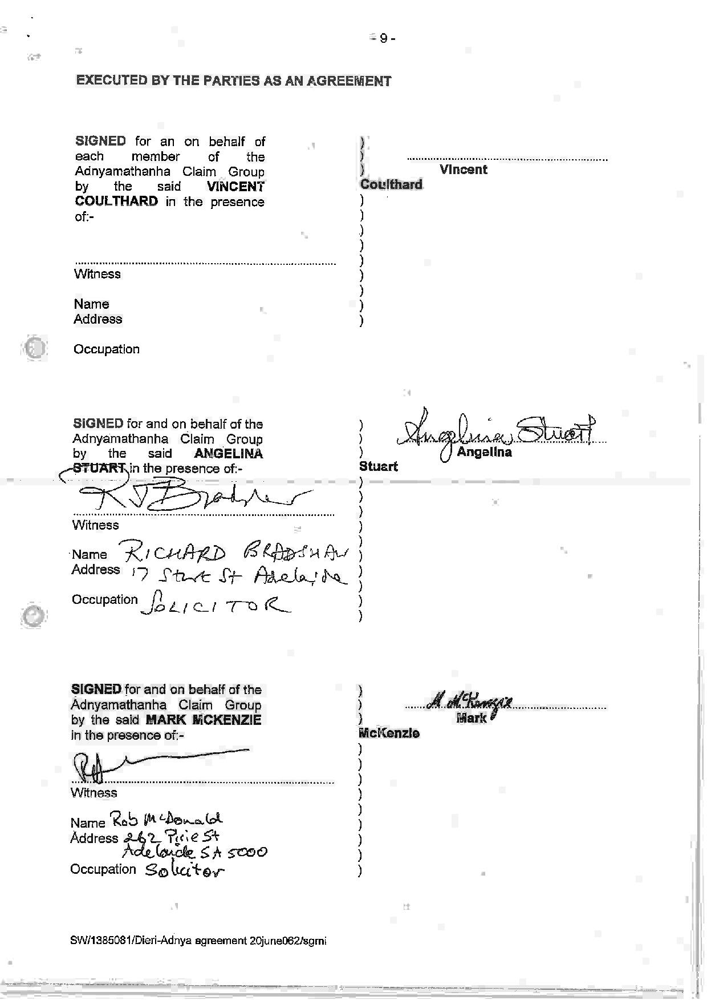 - 9 -
EXECUTED BY THE PARTIES AS AN AGREEMENT
SIGNED for an on behalf of )
each member of the ) ........................................
Adnyamathanha Claim Group ) Vincent
by the said VINCENT Coulthard
COULTHARD in the presence )
of:- )
)
)
........................................ )
Witness )
)
Name )
Address )
Occupation
SIGNED for and on behalf of the ) Angelina Stuart
Adnyamathanha Claim Group )
by the said ANGELINA ) Angelina
STUART in the presence of:- Stuart
)
RJ Bradshaw )
........................................ )
Witness )
)
Name RICHARD BRADSHAW )
Address 17 Sturt St Adelaide )
)
Occupation SOLICITOR )
)
SIGNED for and on behalf of the )
Adnyamathanha Claim Group ) M McKenzie
by the said MARK MCKENZIE ) Mark
in the presence of:- McKenzie
)
)
........................................ )
Witness )
)
Name Rob McDonald )
Address 262 Pirie St )
Adelaide SA 5000 )
Occupation Solicitor )
SW/1385081/Dieri-Adnya agreement 20june062/sgmi